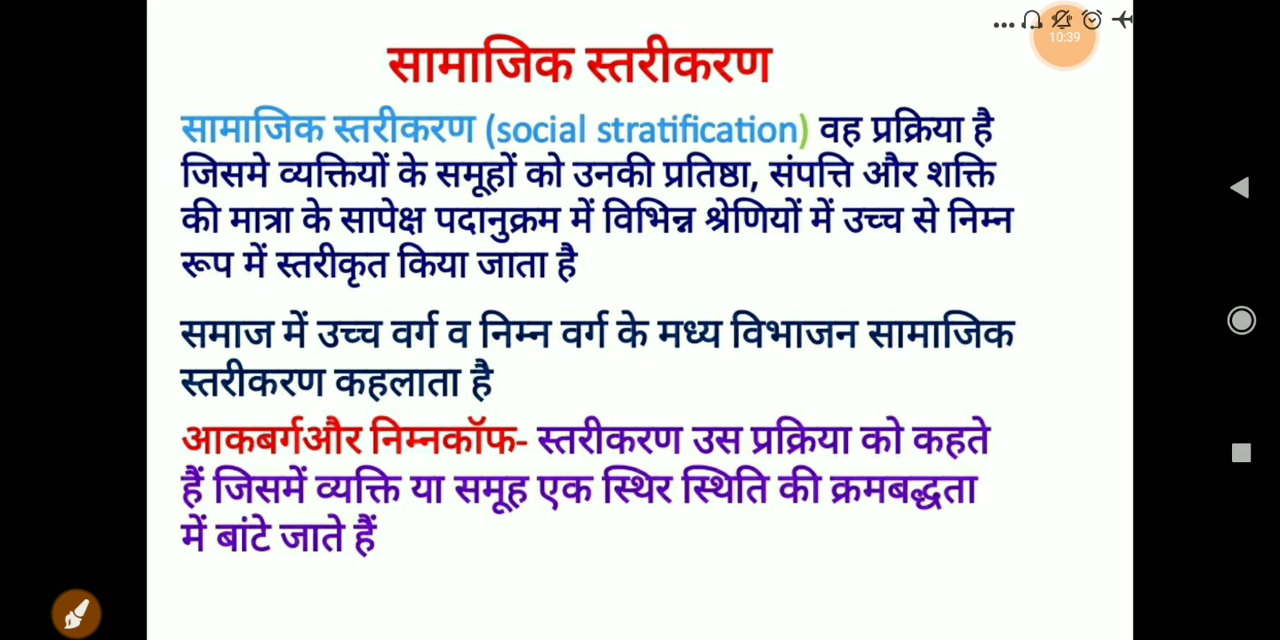 10:39
सामाजिक स्तरीकरण
सामाजिक स्तरीकरण (social stratification) वह प्रक्रिया है
जिसमे व्यक्तियों के समूहों को उनकी प्रतिष्ठा, संपत्ति और शक्ति
की मात्रा के सापेक्ष पदानुक्रम में विभिन्न श्रेणियों में उच्च से निम्न
रूप में स्तरीकृत किया जाता है
समाज में उच्च वर्ग व निम्न वर्ग के मध्य विभाजन सामाजिक
स्तरीकरण कहलाता है
आकबर्गऔर निम्नकॉफ- स्तरीकरण उस प्रक्रिया को कहते
हैं जिसमें व्यक्ति या समूह एक स्थिर स्थिति की क्रमबद्धता
में बांटे जाते हैं